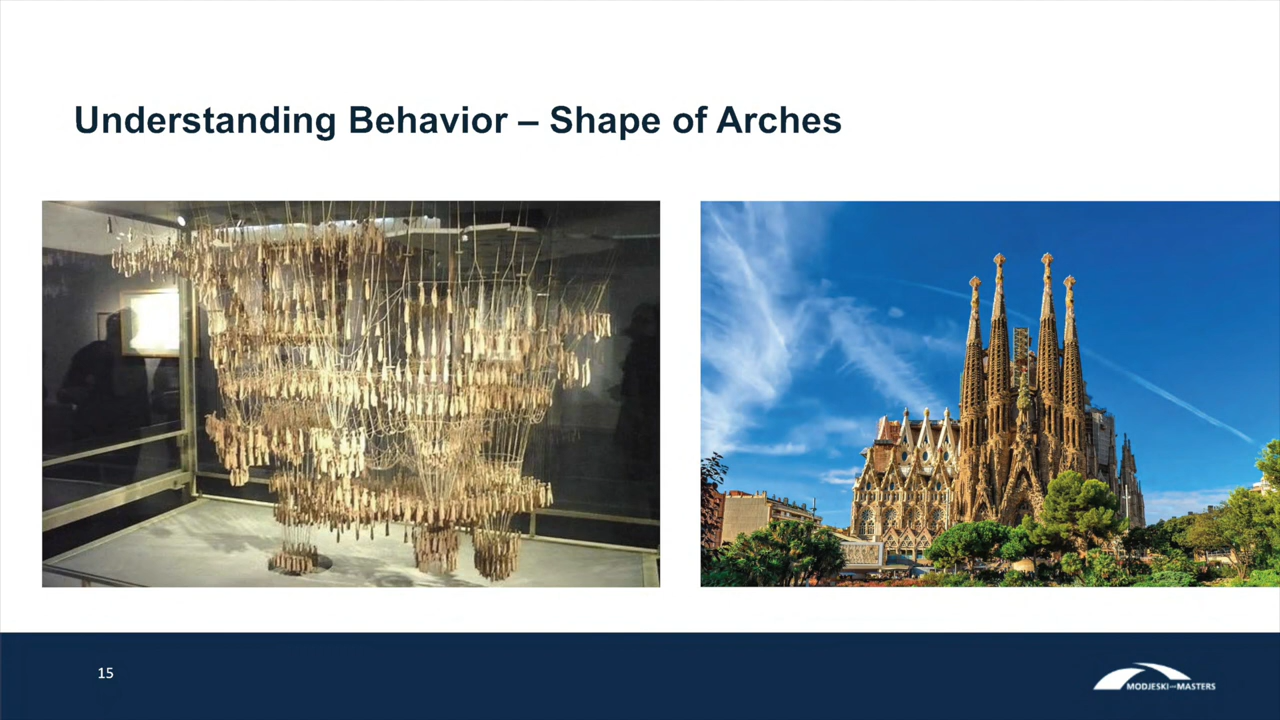 Understanding Behavior – Shape of Arches
15
MODJESKI and MASTERS